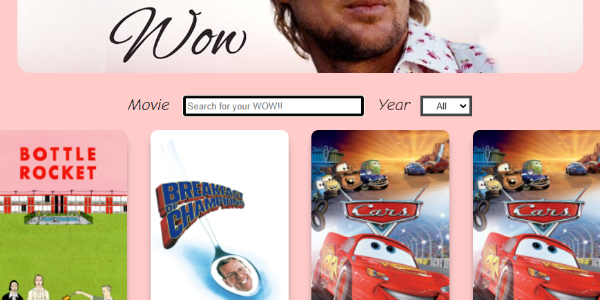 Wow
Movie Search for your WOW!! Year All
BOTTLE
ROCKET
BREAKFAST
OF
CHAMPIONS
Cars
Cars